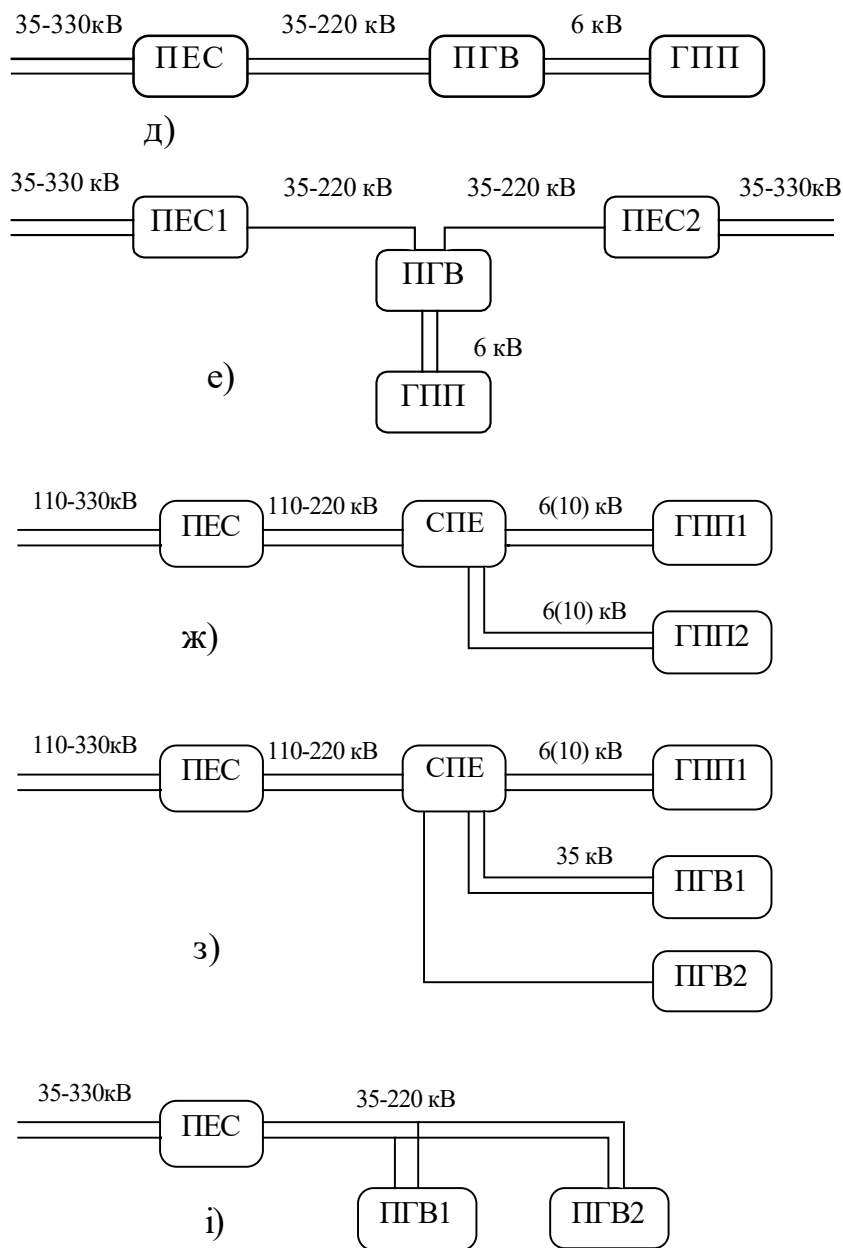 35-330кВ 35-220 кВ 6 кВ
ПЕС ПГВ ГПП
д)
35-330 кВ 35-220 кВ 35-220 кВ 35-330кВ
ПЕС1 ПЕС2
ПГВ
6 кВ
е)
ГПП
110-330кВ 110-220 кВ 6(10) кВ
ПЕС СПЕ ГПП1
6(10) кВ
ж) ГПП2
110-330кВ 110-220 кВ 6(10) кВ
ПЕС СПЕ ГПП1
35 кВ
ПГВ1
з)
ПГВ2
35-330кВ 35-220 кВ
ПЕС
ПГВ1 ПГВ2
і)